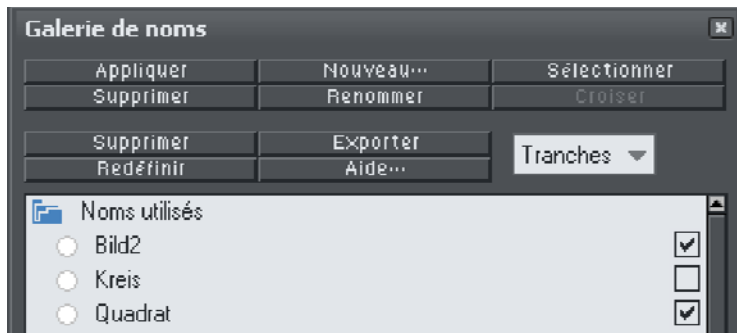 Galerie de noms
Appliquer Nouveau... Sélectionner
Supprimer Renommer Croiser
Supprimer Exporter
Tranches
Redéfinir Aide...
Noms utilisés
Bild2
Kreis
Quadrat